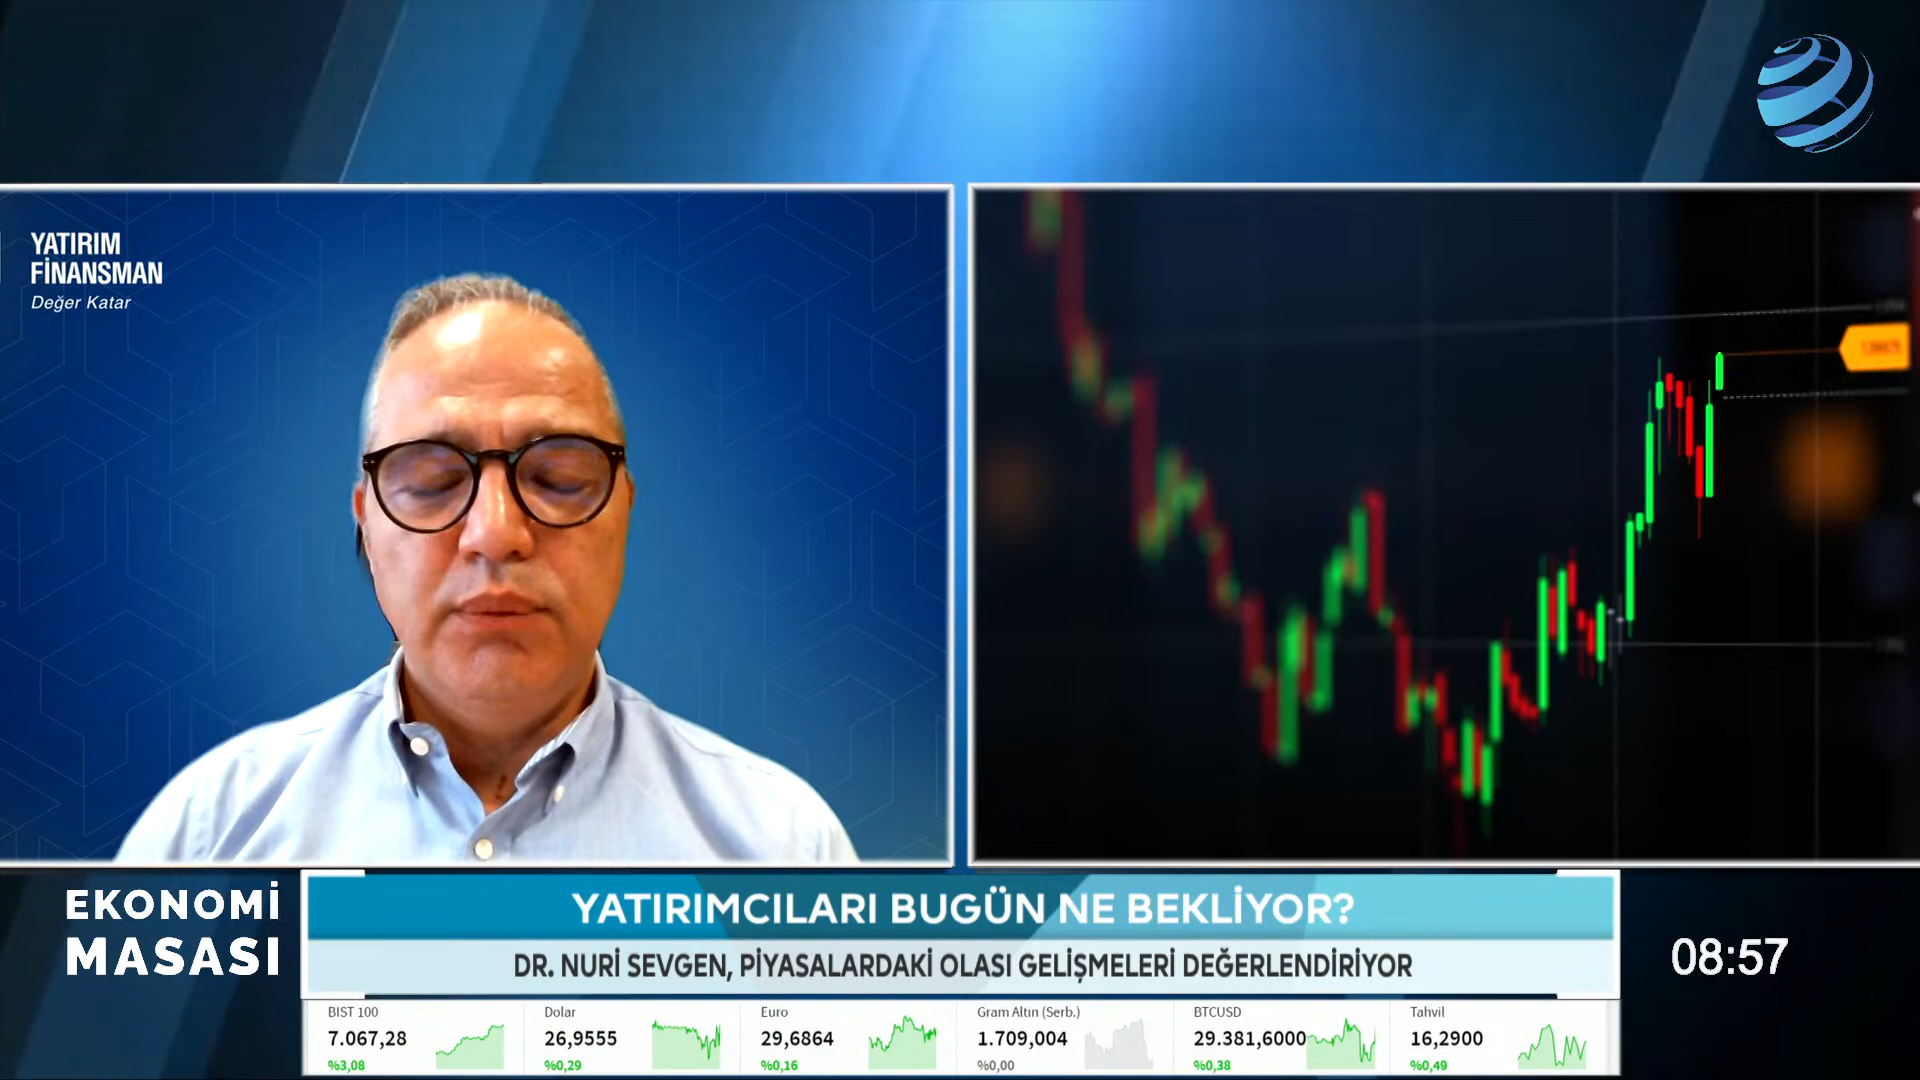 YATIRIM
FİNANSMAN
Değer Katar
EKONOMİ
MASASI
YATIRIMCILARI BUGÜN NE BEKLİYOR?
DR. NURİ SEVGEN, PİYASALARDAKİ OLASI GELİŞMELERİ DEĞERLENDİRİYOR
08:57
BIST 100
7.067,28
%3,08
Dolar
26,9555
%0,29
Euro
29,6864
%0,16
Gram Altın (Serb.)
1.709,004
%0,00
BTCUSD
29.381,6000
%0,38
Tahvil
16,2900
%0,49